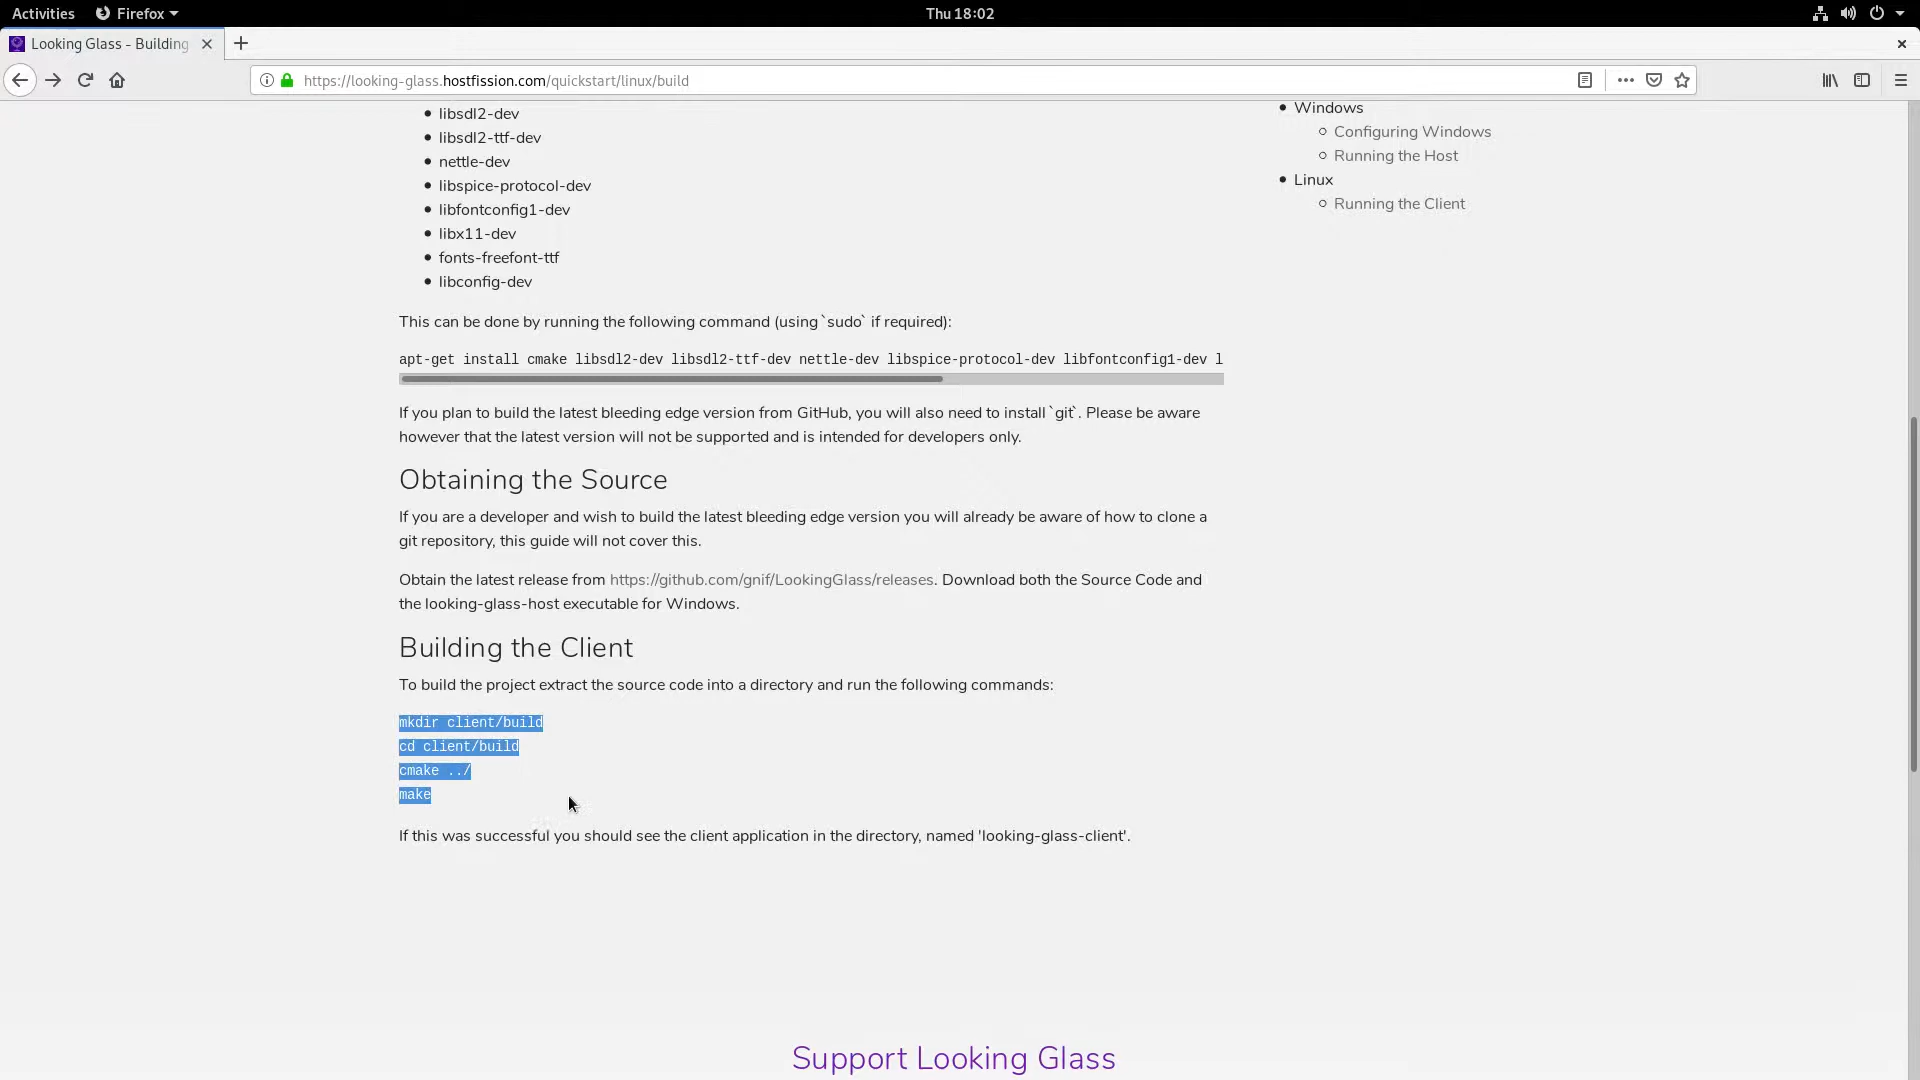 Activities
Firefox
Thu 18:02
Looking Glass - Building
https://looking-glass.hostfission.com/quickstart/linux/build
libsdl2-dev
libsdl2-ttf-dev
nettle-dev
libspice-protocol-dev
libfontconfig1-dev
libx11-dev
fonts-freefont-ttf
libconfig-dev
This can be done by running the following command (using `sudo` if required):
apt-get install cmake libsdl2-dev libsdl2-ttf-dev nettle-dev libspice-protocol-dev libfontconfig1-dev l
If you plan to build the latest bleeding edge version from GitHub, you will also need to install `git`. Please be aware
however that the latest version will not be supported and is intended for developers only.
Obtaining the Source
If you are a developer and wish to build the latest bleeding edge version you will already be aware of how to clone a
git repository, this guide will not cover this.
Obtain the latest release from https://github.com/gnif/LookingGlass/releases. Download both the Source Code and
the looking-glass-host executable for Windows.
Building the Client
To build the project extract the source code into a directory and run the following commands:
mkdir client/build
cd client/build
cmake ../
make
If this was successful you should see the client application in the directory, named 'looking-glass-client'.
Windows
Configuring Windows
Running the Host
Linux
Running the Client
Support Looking Glass